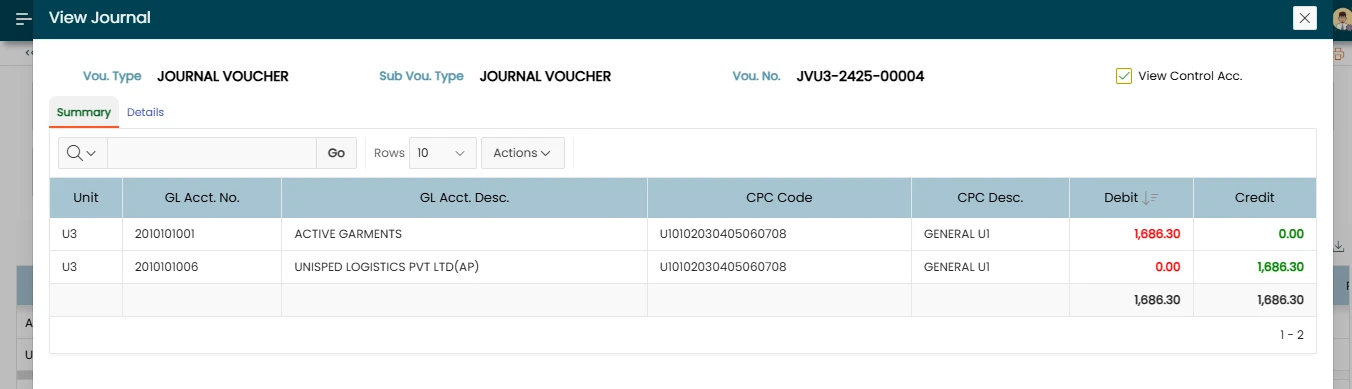 View Journal
Vou. Type JOURNAL VOUCHER Sub Vou. Type JOURNAL VOUCHER Vou. No. JVU3-2425-00004 View Control Acc.
Summary Details
Go Rows 10 Actions
Unit GL Acct. No. GL Acct. Desc. CPC Code CPC Desc. Debit Credit
U3 2010101001 ACTIVE GARMENTS U10102030405060708 GENERAL U1 1,686.30 0.00
U3 2010101006 UNISPED LOGISTICS PVT LTD(AP) U10102030405060708 GENERAL U1 0.00 1,686.30
1,686.30 1,686.30
1 - 2